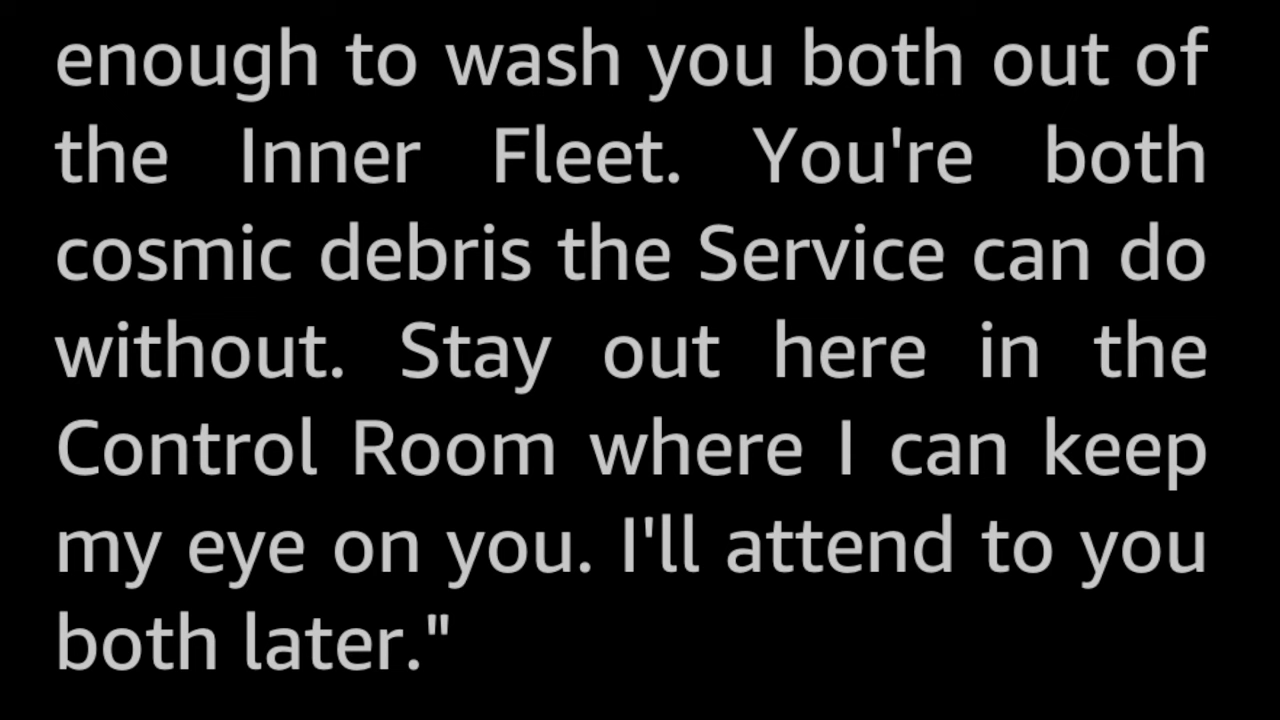 enough to wash you both out of
the Inner Fleet. You're both
cosmic debris the Service can do
without. Stay out here in the
Control Room where I can keep
my eye on you. I'll attend to you
both later."